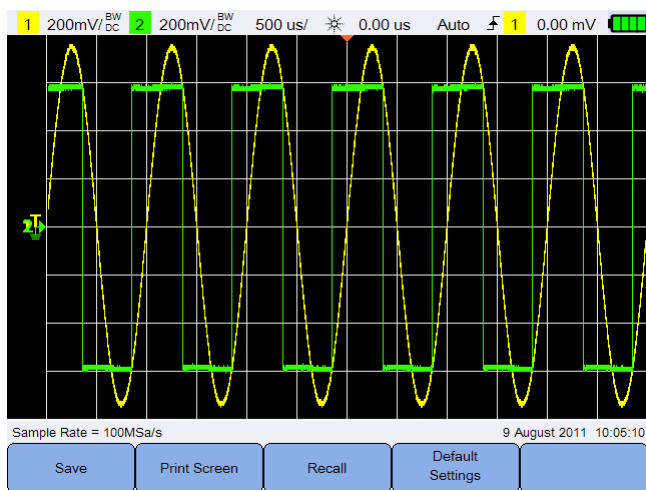 1 200mV/ BW DC 2 200mV/ BW DC 500 us/ 0.00 us Auto 1 0.00 mV
2 T
Sample Rate = 100MSa/s 9 August 2011 10:05:10
Save Print Screen Recall Default Settings